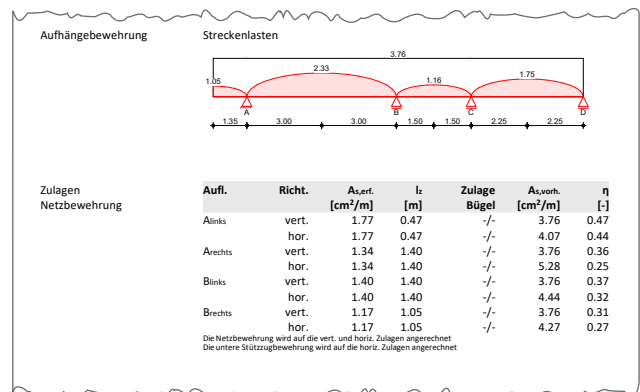 Aufhängebewehrung Streckenlasten
3.76
2.33
1.75
1.16
1.05
A B C D
1.35 3.00 3.00 1.50 1.50 2.25 2.25
Zulagen
Netzbewehrung
Aufl. Richt. As,erf. lz Zulage As,vorh. η
[cm²/m] [m] Bügel [cm²/m] [-]
Alinks vert. 1.77 0.47 -/- 3.76 0.47
hor. 1.77 0.47 -/- 4.07 0.44
Arechts vert. 1.34 1.40 -/- 3.76 0.36
hor. 1.34 1.40 -/- 5.28 0.25
Blinks vert. 1.40 1.40 -/- 3.76 0.37
hor. 1.40 1.40 -/- 4.44 0.32
Brechts vert. 1.17 1.05 -/- 3.76 0.31
hor. 1.17 1.05 -/- 4.27 0.27
Die Netzbewehrung wird auf die vert. und horiz. Zulagen angerechnet
Die untere Stützzugbewehrung wird auf die horiz. Zulagen angerechnet